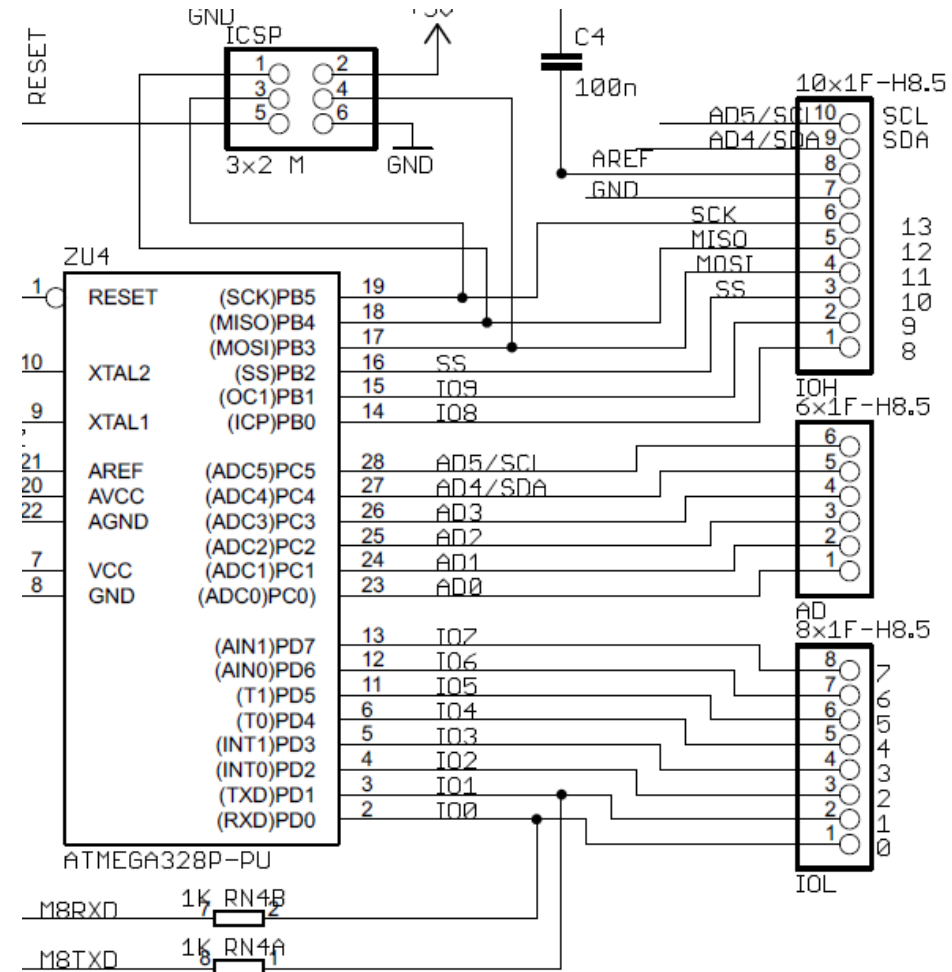 GND
ICSP
RESET
1 2
3 4
5 6
3x2 M
GND
C4
100n
10x1F-H8.5
AD5/SCL 10 SCL
AD4/SDA 9 SDA
AREF 8
GND 7
SCK 6 13
MISO 5 12
MOSI 4 11
SS 3 10
2 9
1 8
IOH
ZU4
1 RESET (SCK)PB5 19
(MISO)PB4 18
(MOSI)PB3 17
10 XTAL2 (SS)PB2 16 SS
(OC1)PB1 15 IO9
9 XTAL1 (ICP)PB0 14 IO8
6x1F-H8.5
6
5
4
3
2
1
AD
21 AREF (ADC5)PC5 28 AD5/SCL
20 AVCC (ADC4)PC4 27 AD4/SDA
22 AGND (ADC3)PC3 26 AD3
(ADC2)PC2 25 AD2
7 VCC (ADC1)PC1 24 AD1
8 GND (ADC0)PC0) 23 AD0
8x1F-H8.5
(AIN1)PD7 13 IO7
(AIN0)PD6 12 IO6
(T1)PD5 11 IO5
(T0)PD4 6 IO4
(INT1)PD3 5 IO3
(INT0)PD2 4 IO2
(TXD)PD1 3 IO1
(RXD)PD0 2 IO0
8 7
7 6
6 5
5 4
4 3
3 2
2 1
1 0
IOL
ATMEGA328P-PU
1K RN4B
M8RXD 7 2
1K RN4A
M8TXD 8 1